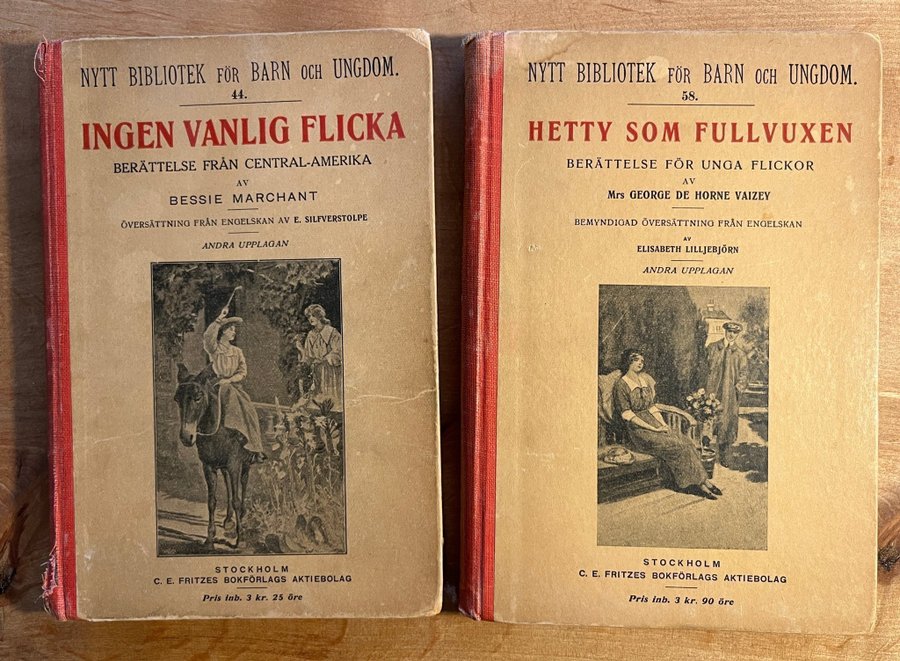 NYTT BIBLIOTEK FÖR BARN OCH UNGDOM.
44.
INGEN VANLIG FLICKA
BERÄTTELSE FRÅN CENTRAL-AMERIKA
AV
BESSIE MARCHANT
ÖVERSÄTTNING FRÅN ENGELSKAN AV E. SILFVERSTOLPE
ANDRA UPPLAGAN
STOCKHOLM
C. E. FRITZES BOKFÖRLAGS AKTIEBOLAG
Pris inb. 3 kr. 25 öre
NYTT BIBLIOTEK FÖR BARN OCH UNGDOM.
58.
HETTY SOM FULLVUXEN
BERÄTTELSE FÖR UNGA FLICKOR
AV
Mrs GEORGE DE HORNE VAIZEY
BEMYNDIGAD ÖVERSÄTTNING FRÅN ENGELSKAN
AV
ELISABETH LILLJEBJÖRN
ANDRA UPPLAGAN
STOCKHOLM
C. E. FRITZES BOKFÖRLAGS AKTIEBOLAG
Pris inb. 3 kr. 90 öre